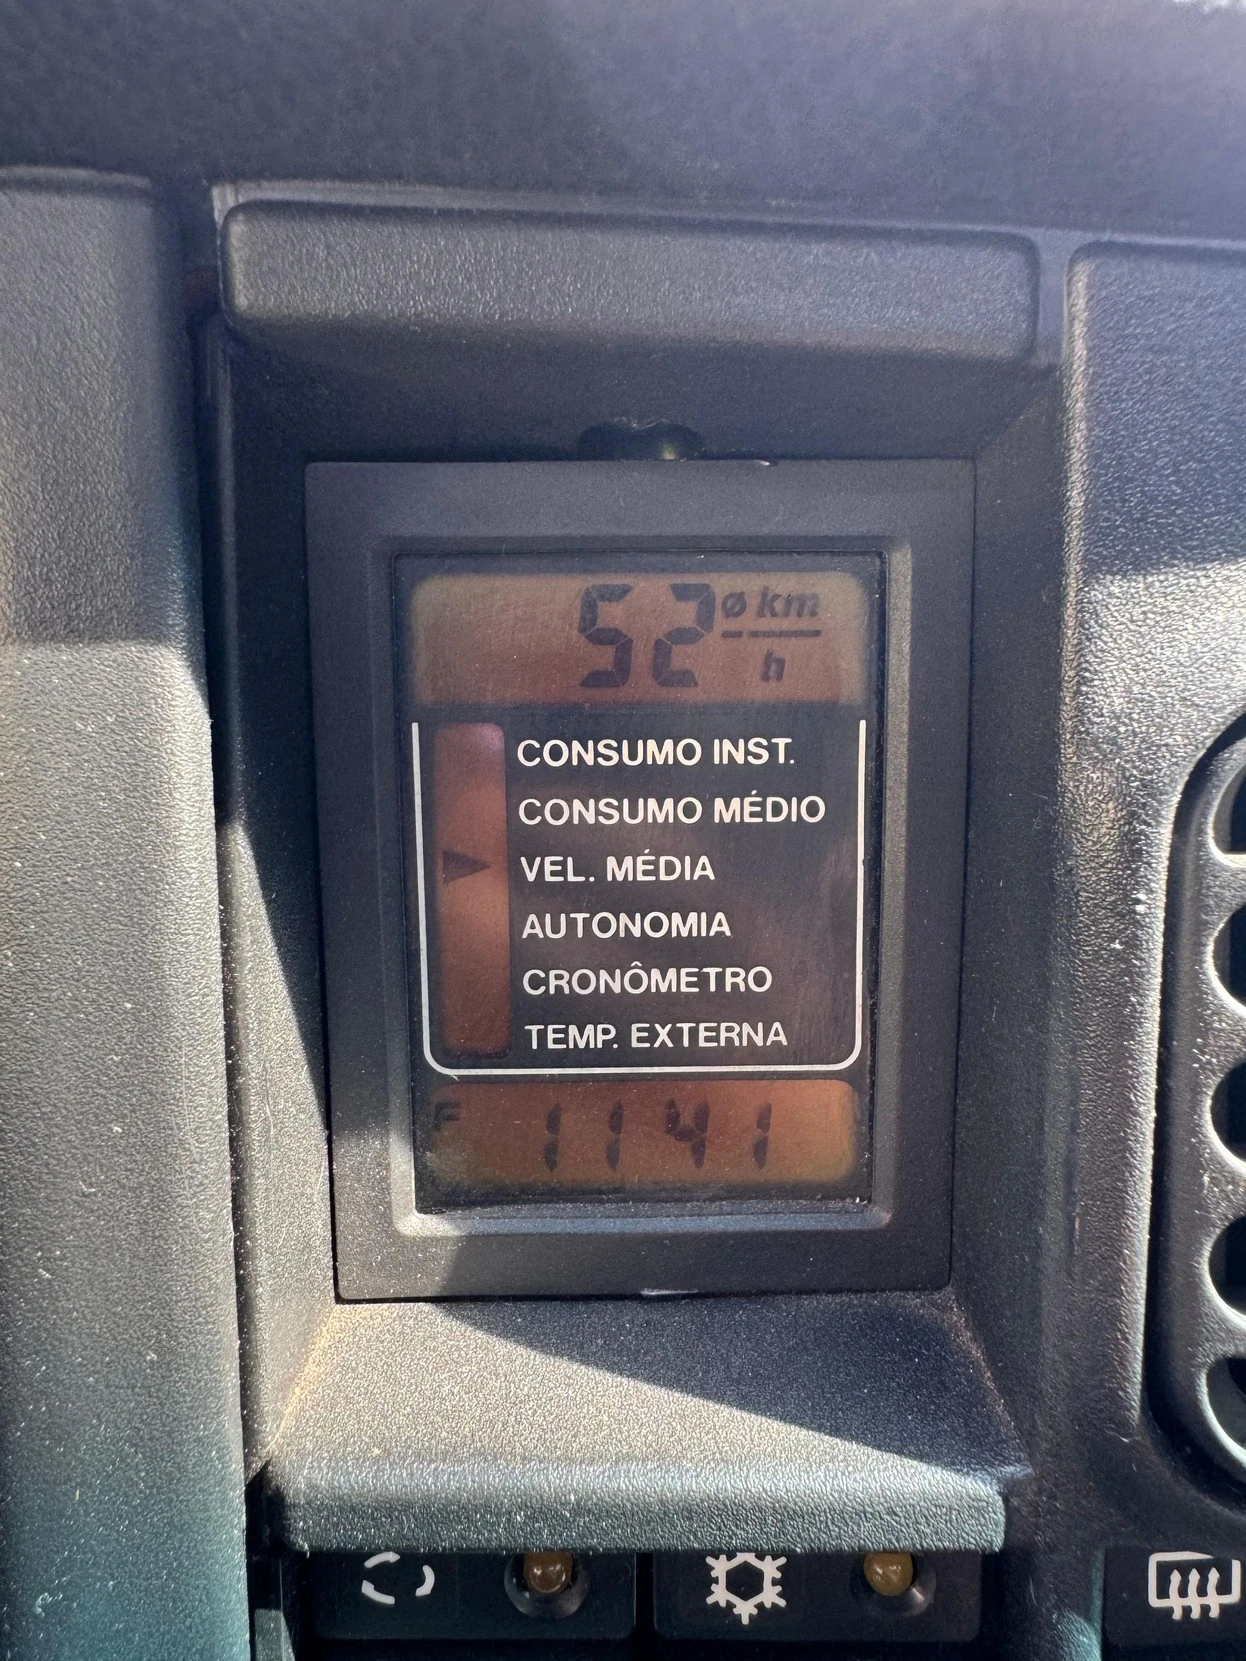 52 ø km
h
CONSUMO INST.
CONSUMO MÉDIO
VEL. MÉDIA
AUTONOMIA
CRONÔMETRO
TEMP. EXTERNA
F 1141